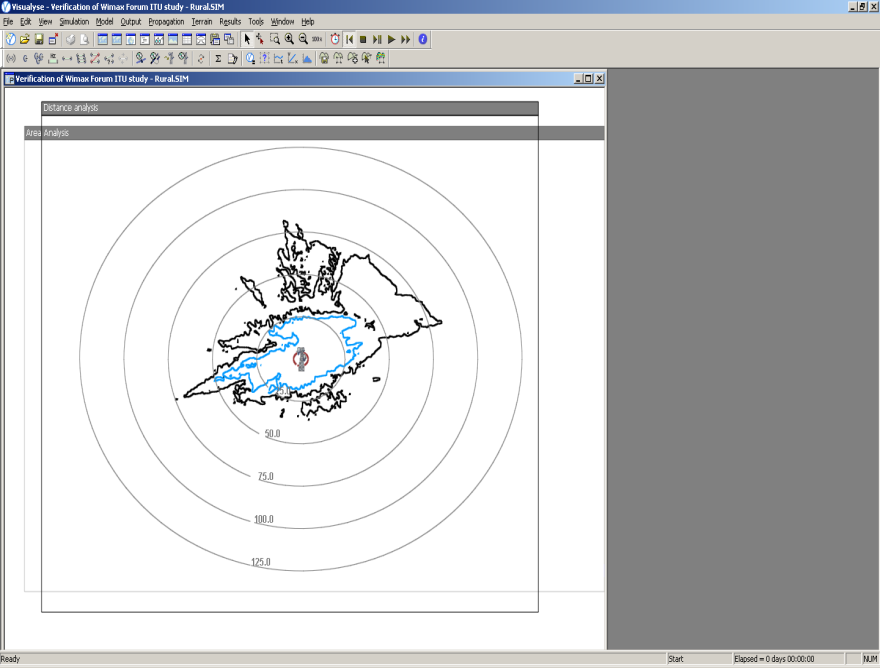 Visualyse - Verification of Wimax Forum ITU study - Rural.SIM
File Edit View Simulation Model Output Propagation Terrain Results Tools Window Help
100%
Verification of Wimax Forum ITU study - Rural.SIM
Distance analysis
Area Analysis
50.0
75.0
100.0
125.0
Ready
Start
Elapsed = 0 days 00:00:00
NUM